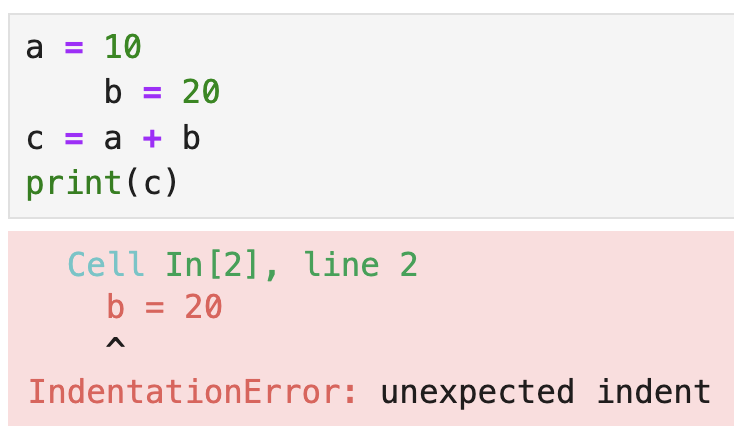 a = 10
    b = 20
c = a + b
print(c)
  Cell In[2], line 2
    b = 20
    ^
IndentationError: unexpected indent